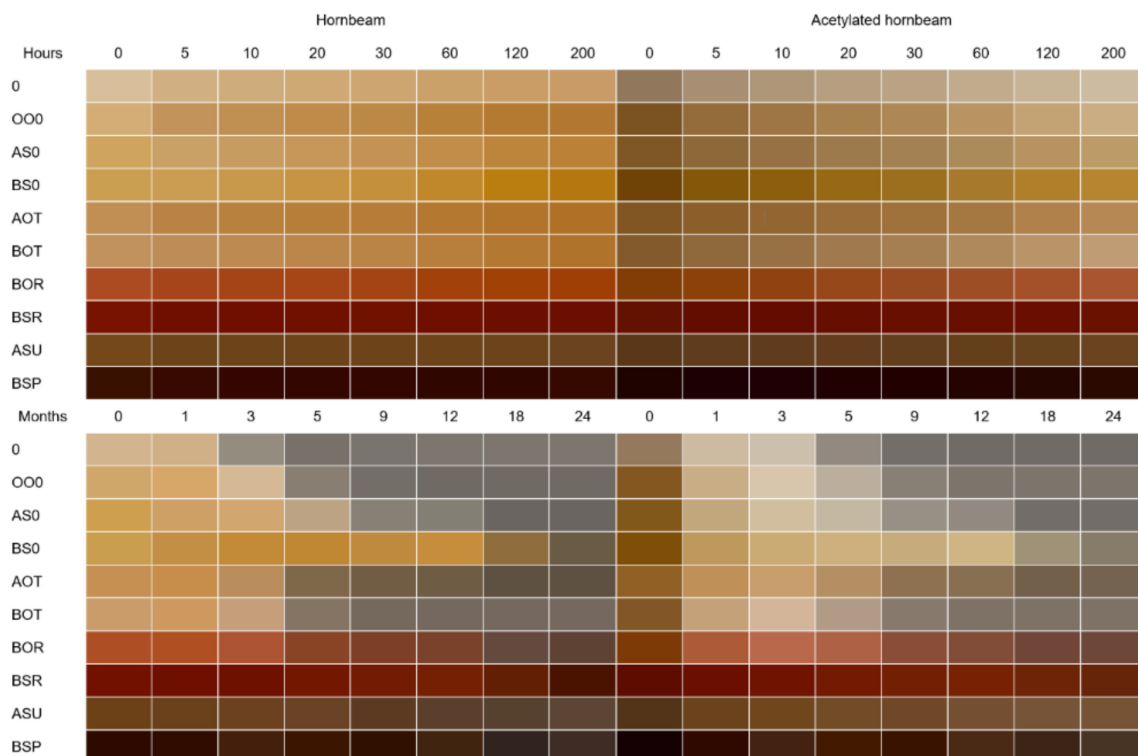 Hornbeam Acetylated hornbeam
Hours 0 5 10 20 30 60 120 200 0 5 10 20 30 60 120 200
0
OO0
AS0
BS0
AOT
BOT
BOR
BSR
ASU
BSP
Months 0 1 3 5 9 12 18 24 0 1 3 5 9 12 18 24
0
OO0
AS0
BS0
AOT
BOT
BOR
BSR
ASU
BSP